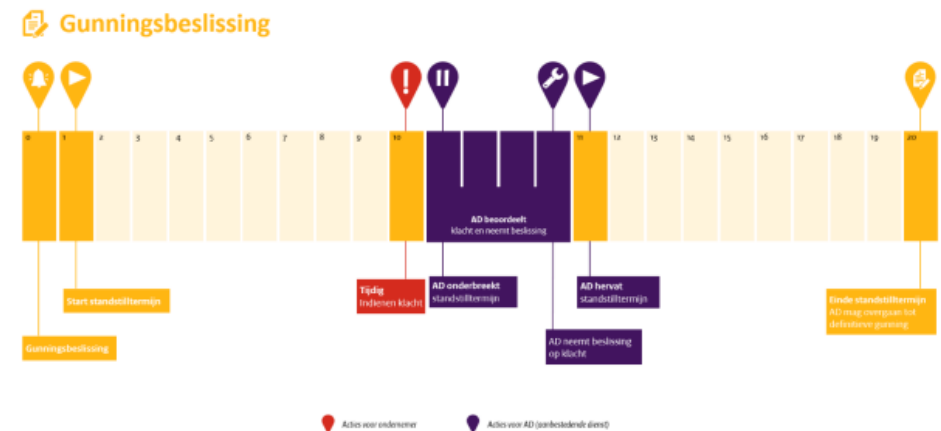 Gunningsbeslissing
0 1 2 3 4 5 6 7 8 9 10 11 12 13 14 15 16 17 18 19 20
AD beoordeelt
klacht en neemt beslissing
Start standstilltermijn
Gunningsbeslissing
Tijdig
Indienen klacht
AD onderbreekt
standstilltermijn
AD neemt beslissing
op klacht
AD hervat
standstilltermijn
Einde standstilltermijn
AD mag overgaan tot
definitieve gunning
Acties voor ondernemer
Acties voor AD (aanbestedende dienst)